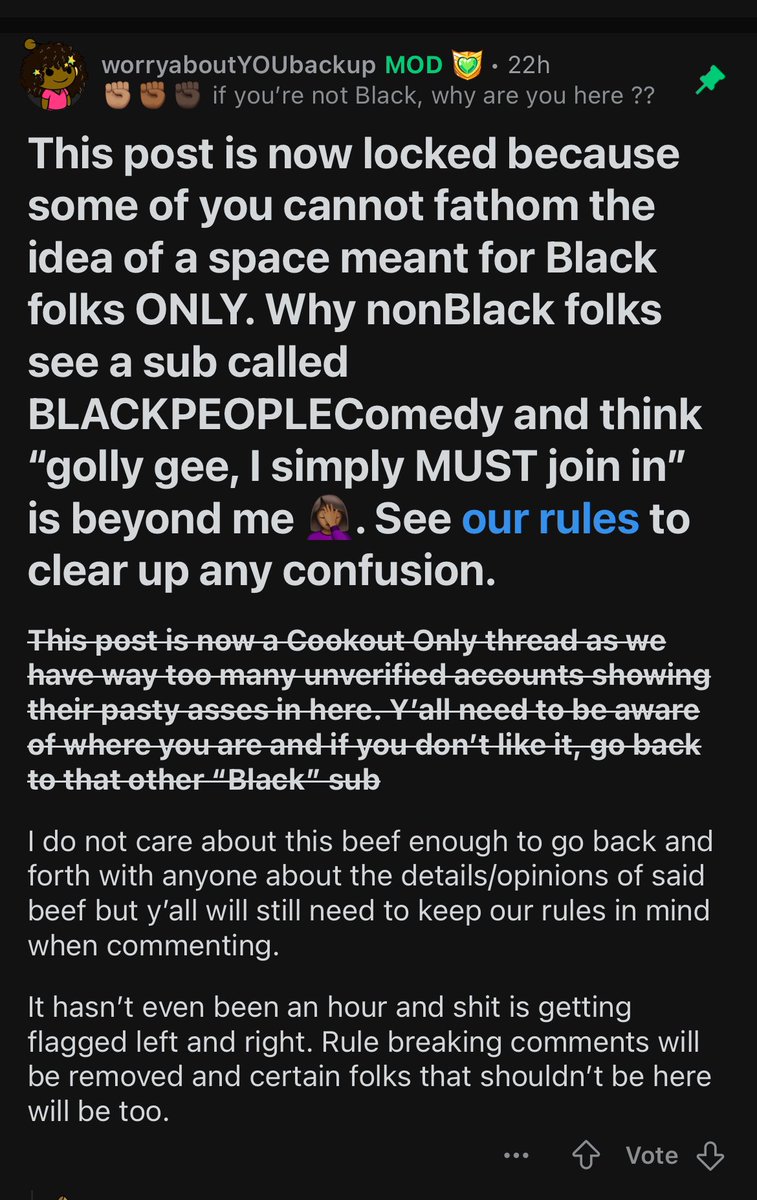 worryaboutYOUbackup MOD • 22h
✊🏼✊🏾✊🏿 if you’re not Black, why are you here ??
This post is now locked because
some of you cannot fathom the
idea of a space meant for Black
folks ONLY. Why nonBlack folks
see a sub called
BLACKPEOPLEComedy and think
“golly gee, I simply MUST join in”
is beyond me 🤦🏾‍♀️. See our rules to
clear up any confusion.
This post is now a Cookout Only thread as we
have way too many unverified accounts showing
their pasty asses in here. Y’all need to be aware
of where you are and if you don’t like it, go back
to that other “Black” sub
I do not care about this beef enough to go back and
forth with anyone about the details/opinions of said
beef but y’all will still need to keep our rules in mind
when commenting.
It hasn’t even been an hour and shit is getting
flagged left and right. Rule breaking comments will
be removed and certain folks that shouldn’t be here
will be too.
Vote